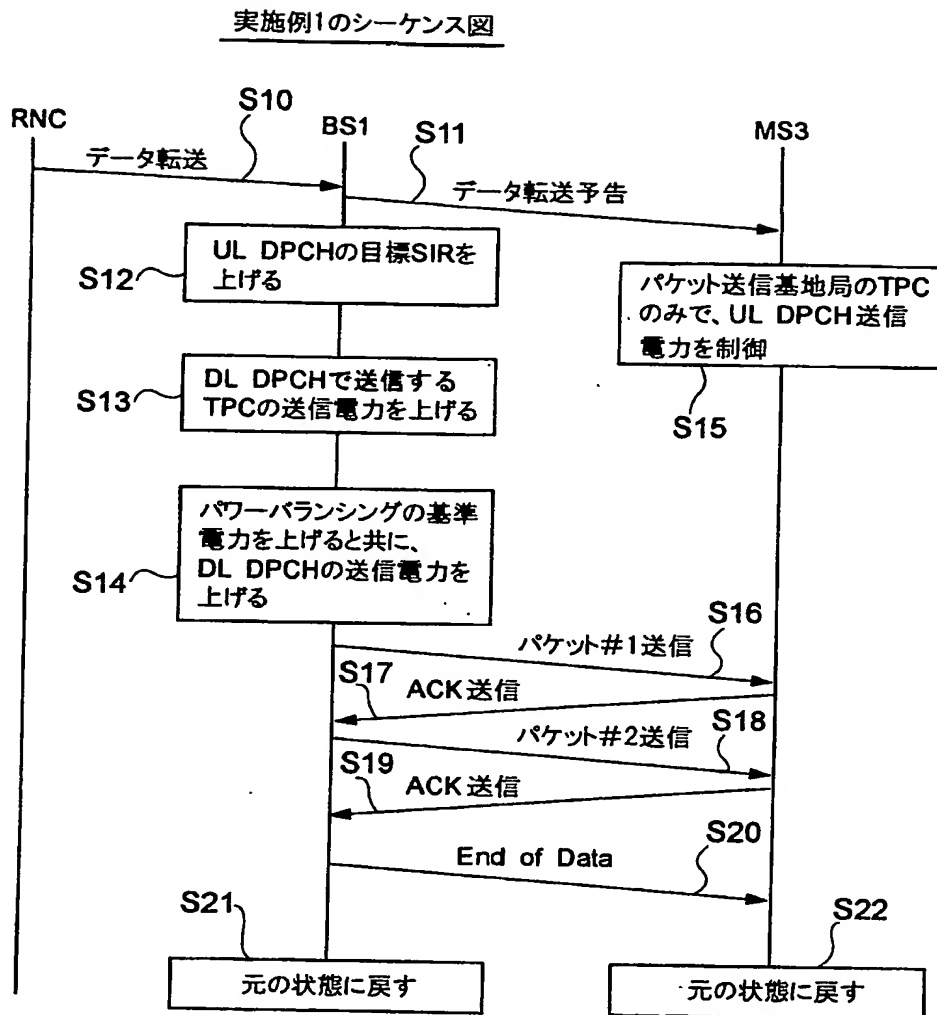 実施例1のシーケンス図
RNC
S10
BS1
S11
MS3
データ転送
データ転送予告
S12
UL DPCHの目標SIRを
上げる
パケット送信基地局のTPC
のみで、UL DPCH送信
電力を制御
S15
S13
DL DPCHで送信する
TPCの送信電力を上げる
S14
パワーバランシングの基準
電力を上げると共に、
DL DPCHの送信電力を
上げる
S16
パケット#1送信
S17
ACK送信
S18
パケット#2送信
S19
ACK送信
S20
End of Data
S21
元の状態に戻す
S22
元の状態に戻す